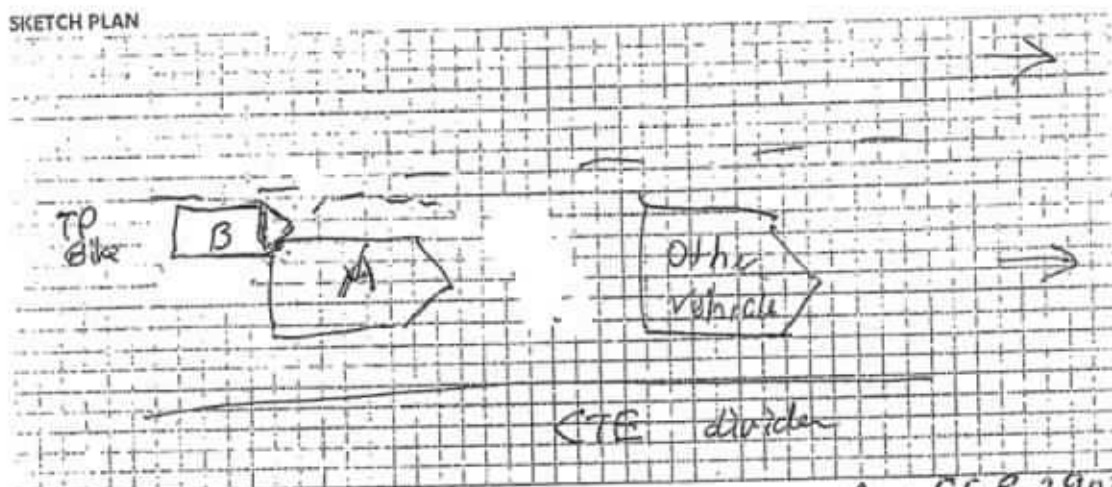 SKETCH PLAN
TP
Bike
B
A
Other
Vehicle
CTE divider